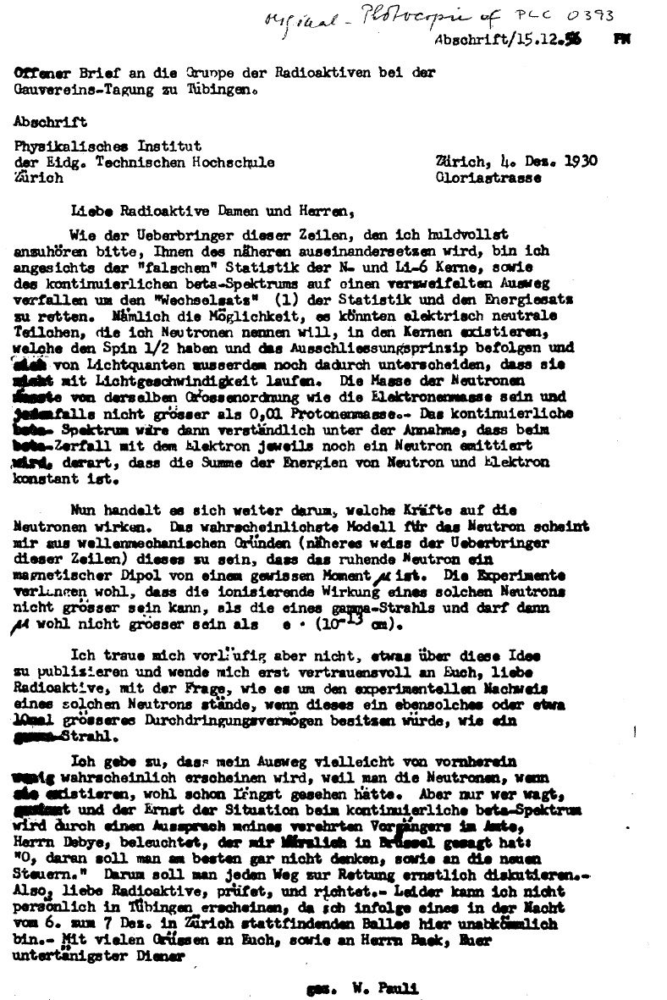 Original - Photocopie of PLC 0393
Abschrift/15.12.56 PM
Offener Brief an die Gruppe der Radioaktiven bei der
Gauvereins-Tagung zu Tübingen.
Abschrift
Physikalisches Institut
der Eidg. Technischen Hochschule
Zürich
Zürich, 4. Dez. 1930
Gloriastrasse
Liebe Radioaktive Damen und Herren,
Wie der Ueberbringer dieser Zeilen, den ich huldvollst
anzuhören bitte, Ihnen des näheren auseinandersetzen wird, bin ich
angesichts der "falschen" Statistik der N- und Li-6 Kerne, sowie
des kontinuierlichen beta-Spektrums auf einen verzweifelten Ausweg
verfallen um den "Wechselsatz" (1) der Statistik und den Energiesatz
zu retten. Nämlich die Möglichkeit, es könnten elektrisch neutrale
Teilchen, die ich Neutronen nennen will, in den Kernen existieren,
welche den Spin 1/2 haben und das Ausschliessungsprinzip befolgen und
sich von Lichtquanten ausserdem noch dadurch unterscheiden, dass sie
nicht mit Lichtgeschwindigkeit laufen. Die Masse der Neutronen
müsste von derselben Grössenordnung wie die Elektronenmasse sein und
jedenfalls nicht grösser als 0,01 Protonenmasse.- Das kontinuierliche
beta- Spektrum wäre dann verständlich unter der Annahme, dass beim
beta-Zerfall mit dem Elektron jeweils noch ein Neutron emittiert
wird, derart, dass die Summe der Energien von Neutron und Elektron
konstant ist.
Nun handelt es sich weiter darum, welche Kräfte auf die
Neutronen wirken. Das wahrscheinlichste Modell für das Neutron scheint
mir aus wellenmechanischen Gründen (näheres weiss der Ueberbringer
dieser Zeilen) dieses zu sein, dass das ruhende Neutron ein
magnetischer Dipol von einem gewissen Moment μ ist. Die Experimente
verlangen wohl, dass die ionisierende Wirkung eines solchen Neutrons
nicht grösser sein kann, als die eines gamma-Strahls und darf dann
μ wohl nicht grösser sein als e · (10⁻¹³ cm).
Ich traue mich vorläufig aber nicht, etwas über diese Idee
zu publizieren und wende mich erst vertrauensvoll an Euch, liebe
Radioaktive, mit der Frage, wie es um den experimentellen Nachweis
eines solchen Neutrons stände, wenn dieses ein ebensolches oder etwa
10mal grösseres Durchdringungsvermögen besitzen würde, wie ein
gamma-Strahl.
Ich gebe zu, dass mein Ausweg vielleicht von vornherein
wenig wahrscheinlich erscheinen wird, weil man die Neutronen, wenn
sie existieren, wohl schon längst gesehen hätte. Aber nur wer wagt,
gewinnt und der Ernst der Situation beim kontinuierliche beta-Spektrum
wird durch einen Ausspruch meines verehrten Vorgängers im Amte,
Herrn Debye, beleuchtet, der mir kürzlich in Brüssel gesagt hat:
"O, daran soll man am besten gar nicht denken, sowie an die neuen
Steuern." Darum soll man jeden Weg zur Rettung ernstlich diskutieren.-
Also, liebe Radioaktive, prüfet, und richtet.- Leider kann ich nicht
persönlich in Tübingen erscheinen, da ich infolge eines in der Nacht
vom 6. zum 7 Dez. in Zürich stattfindenden Balles hier unabkömmlich
bin.- Mit vielen Grüssen an Euch, sowie an Herrn Back, Euer
untertänigster Diener
gez. W. Pauli